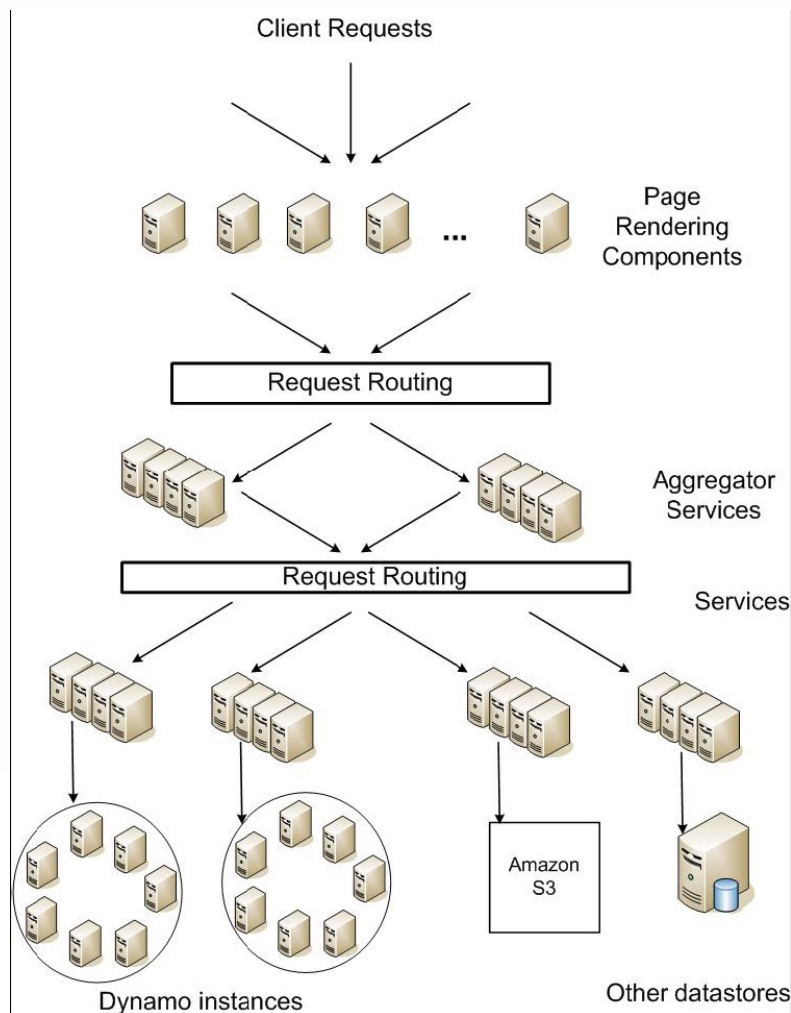 Client Requests
Page
Rendering
Components
...
Request Routing
Aggregator
Services
Request Routing
Services
Amazon
S3
Dynamo instances
Other datastores